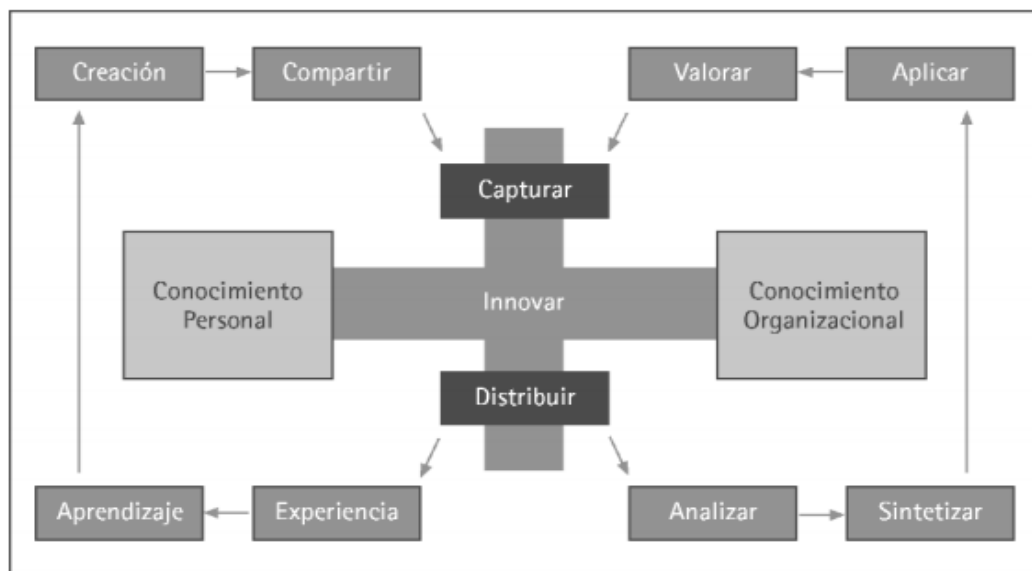 Creación
Compartir
Valorar
Aplicar
Capturar
Conocimiento
Personal
Innovar
Conocimiento
Organizacional
Distribuir
Aprendizaje
Experiencia
Analizar
Sintetizar